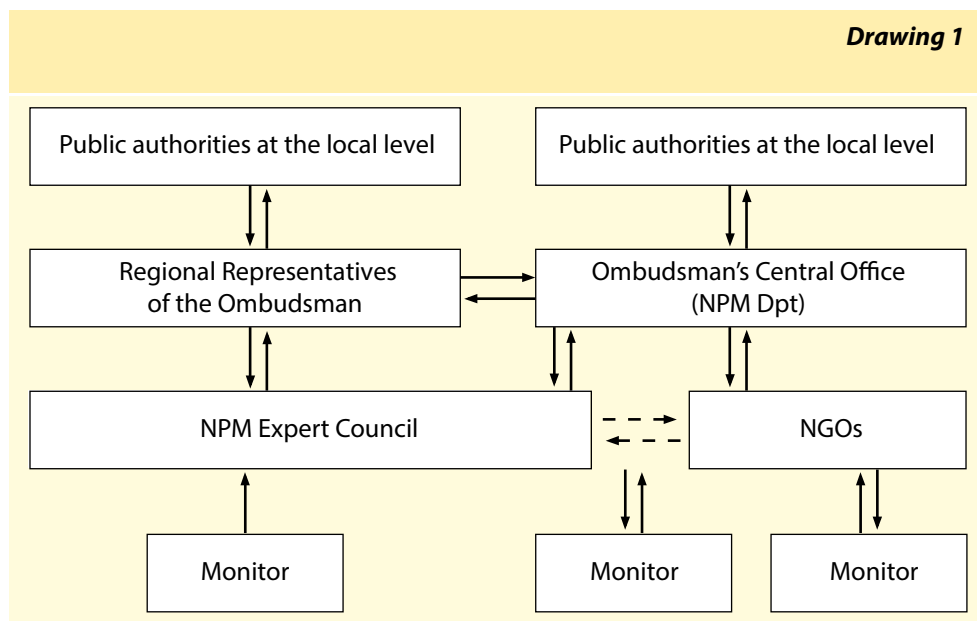 Drawing 1
Public authorities at the local level
Public authorities at the local level
Regional Representatives
of the Ombudsman
Ombudsman’s Central Office
(NPM Dpt)
NPM Expert Council
NGOs
Monitor
Monitor
Monitor